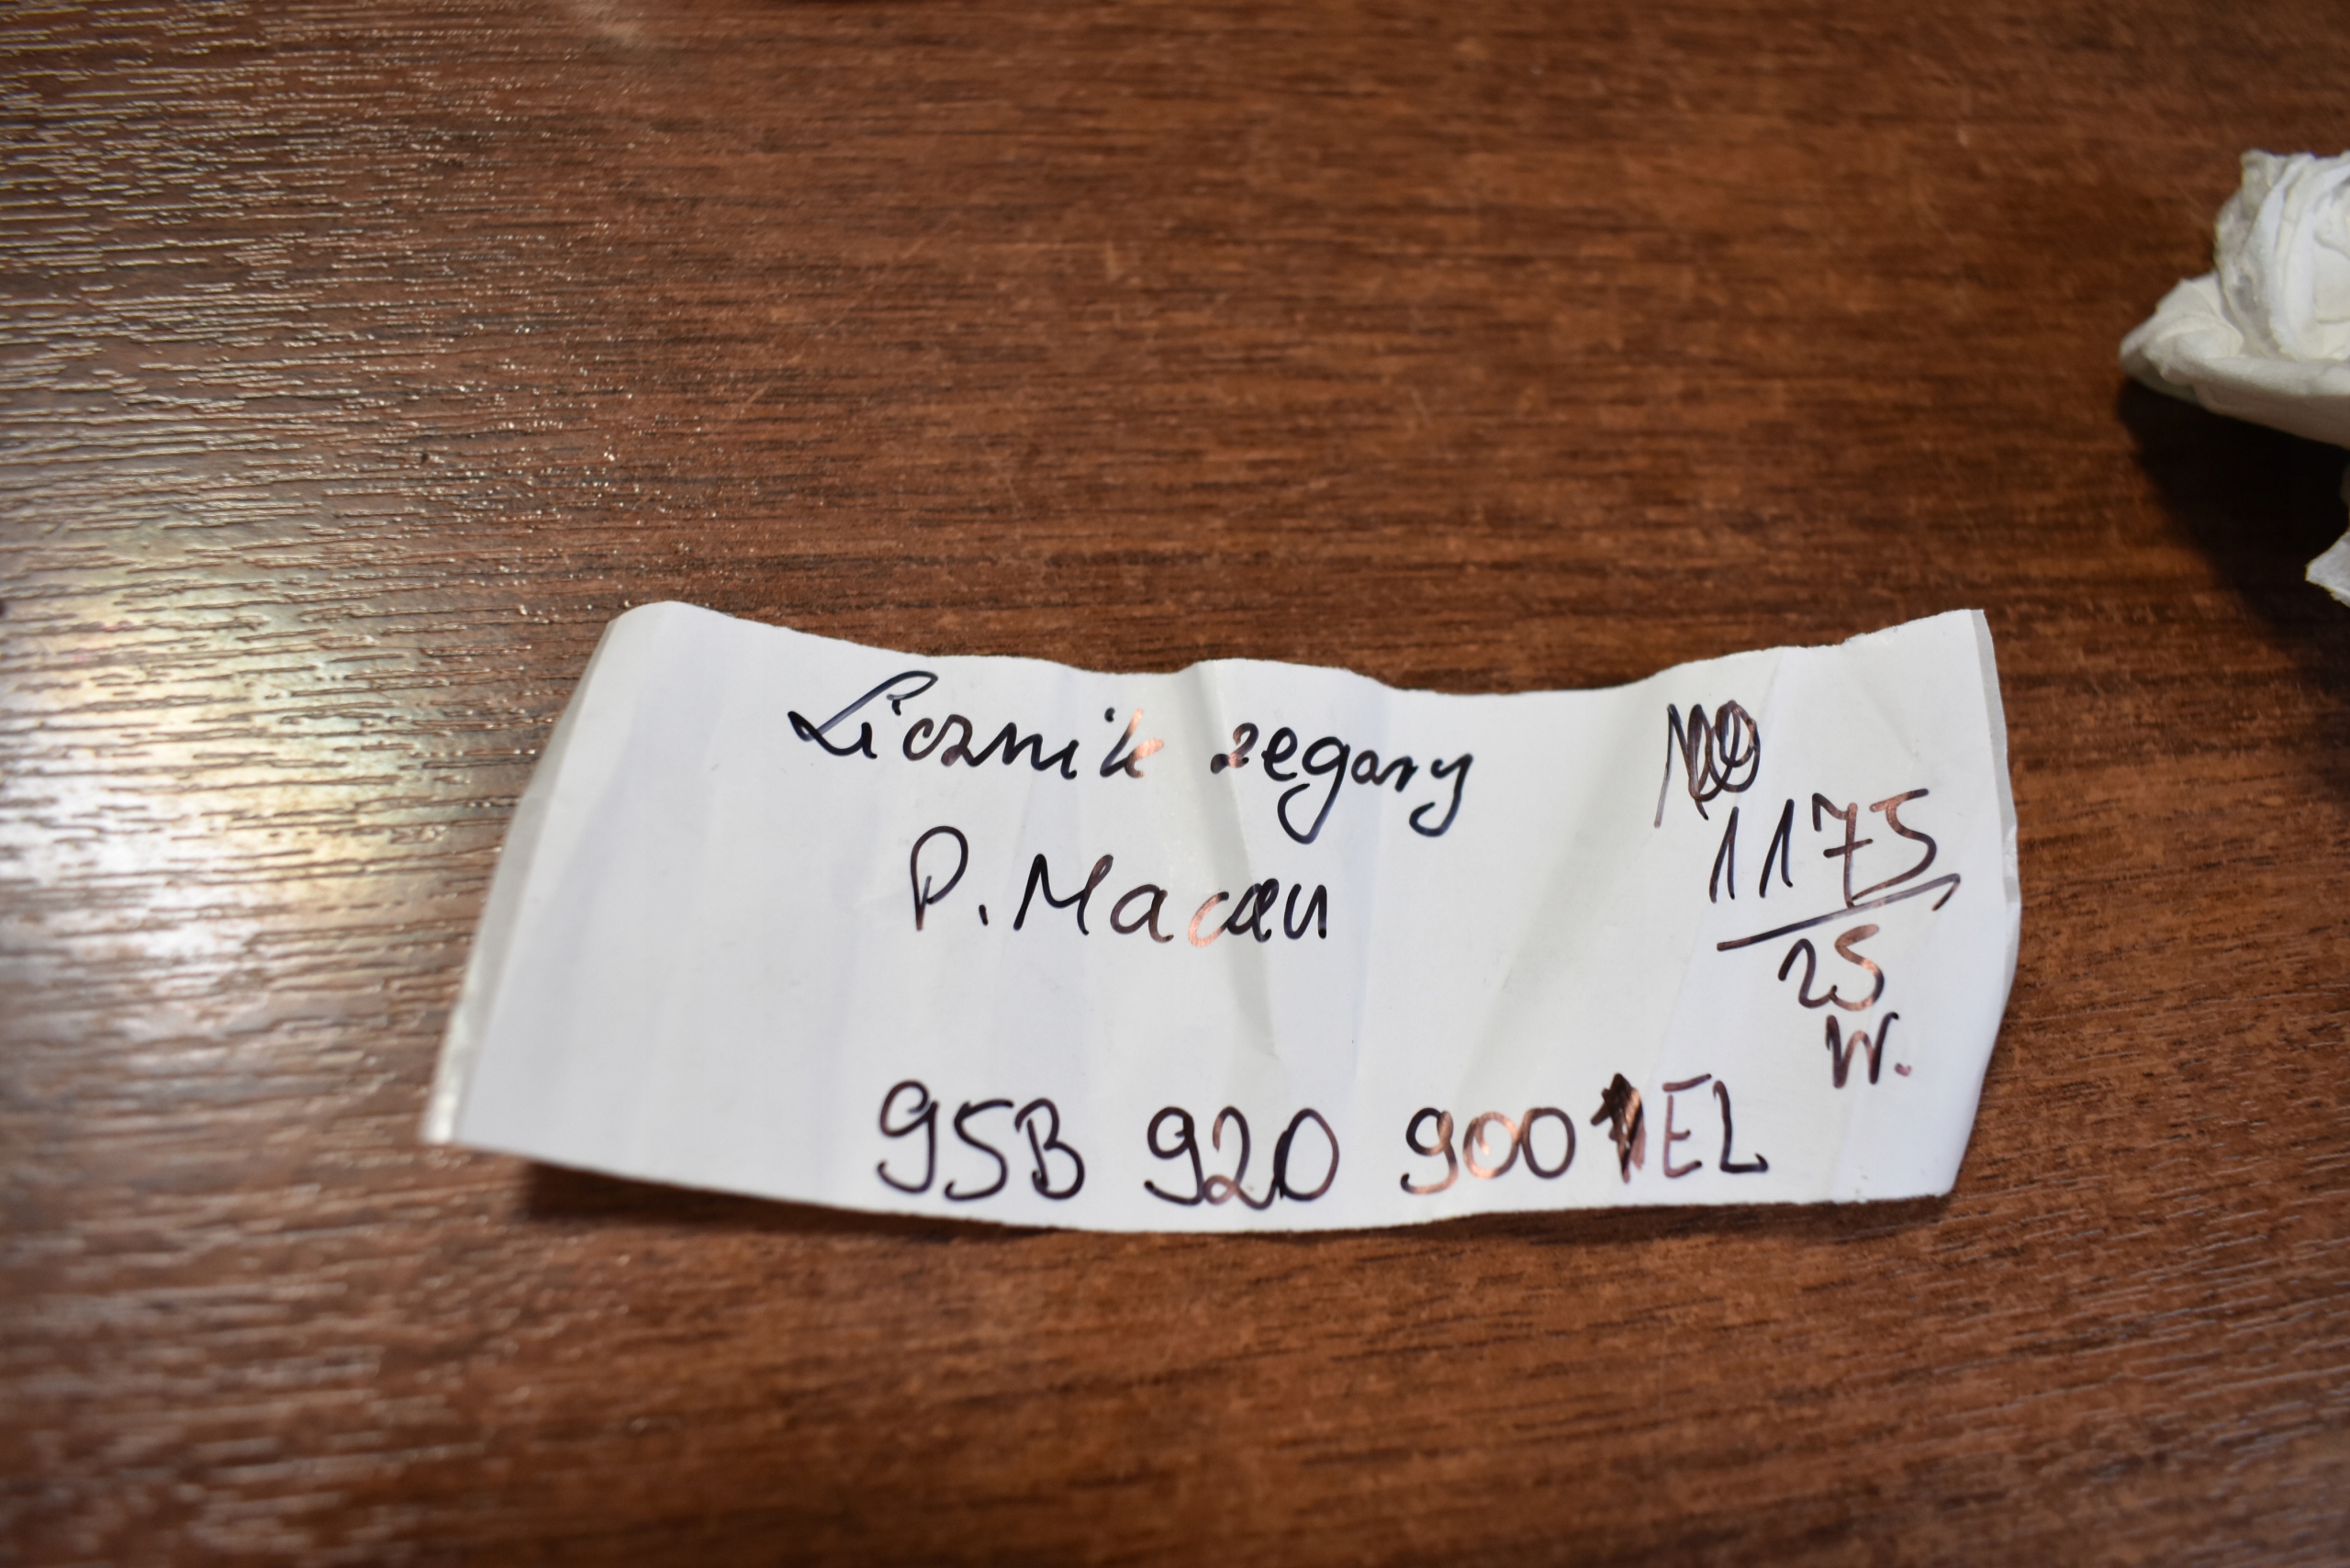 Licznik zegary
P. Macan
1175
25
W.
95B 920 900 EL